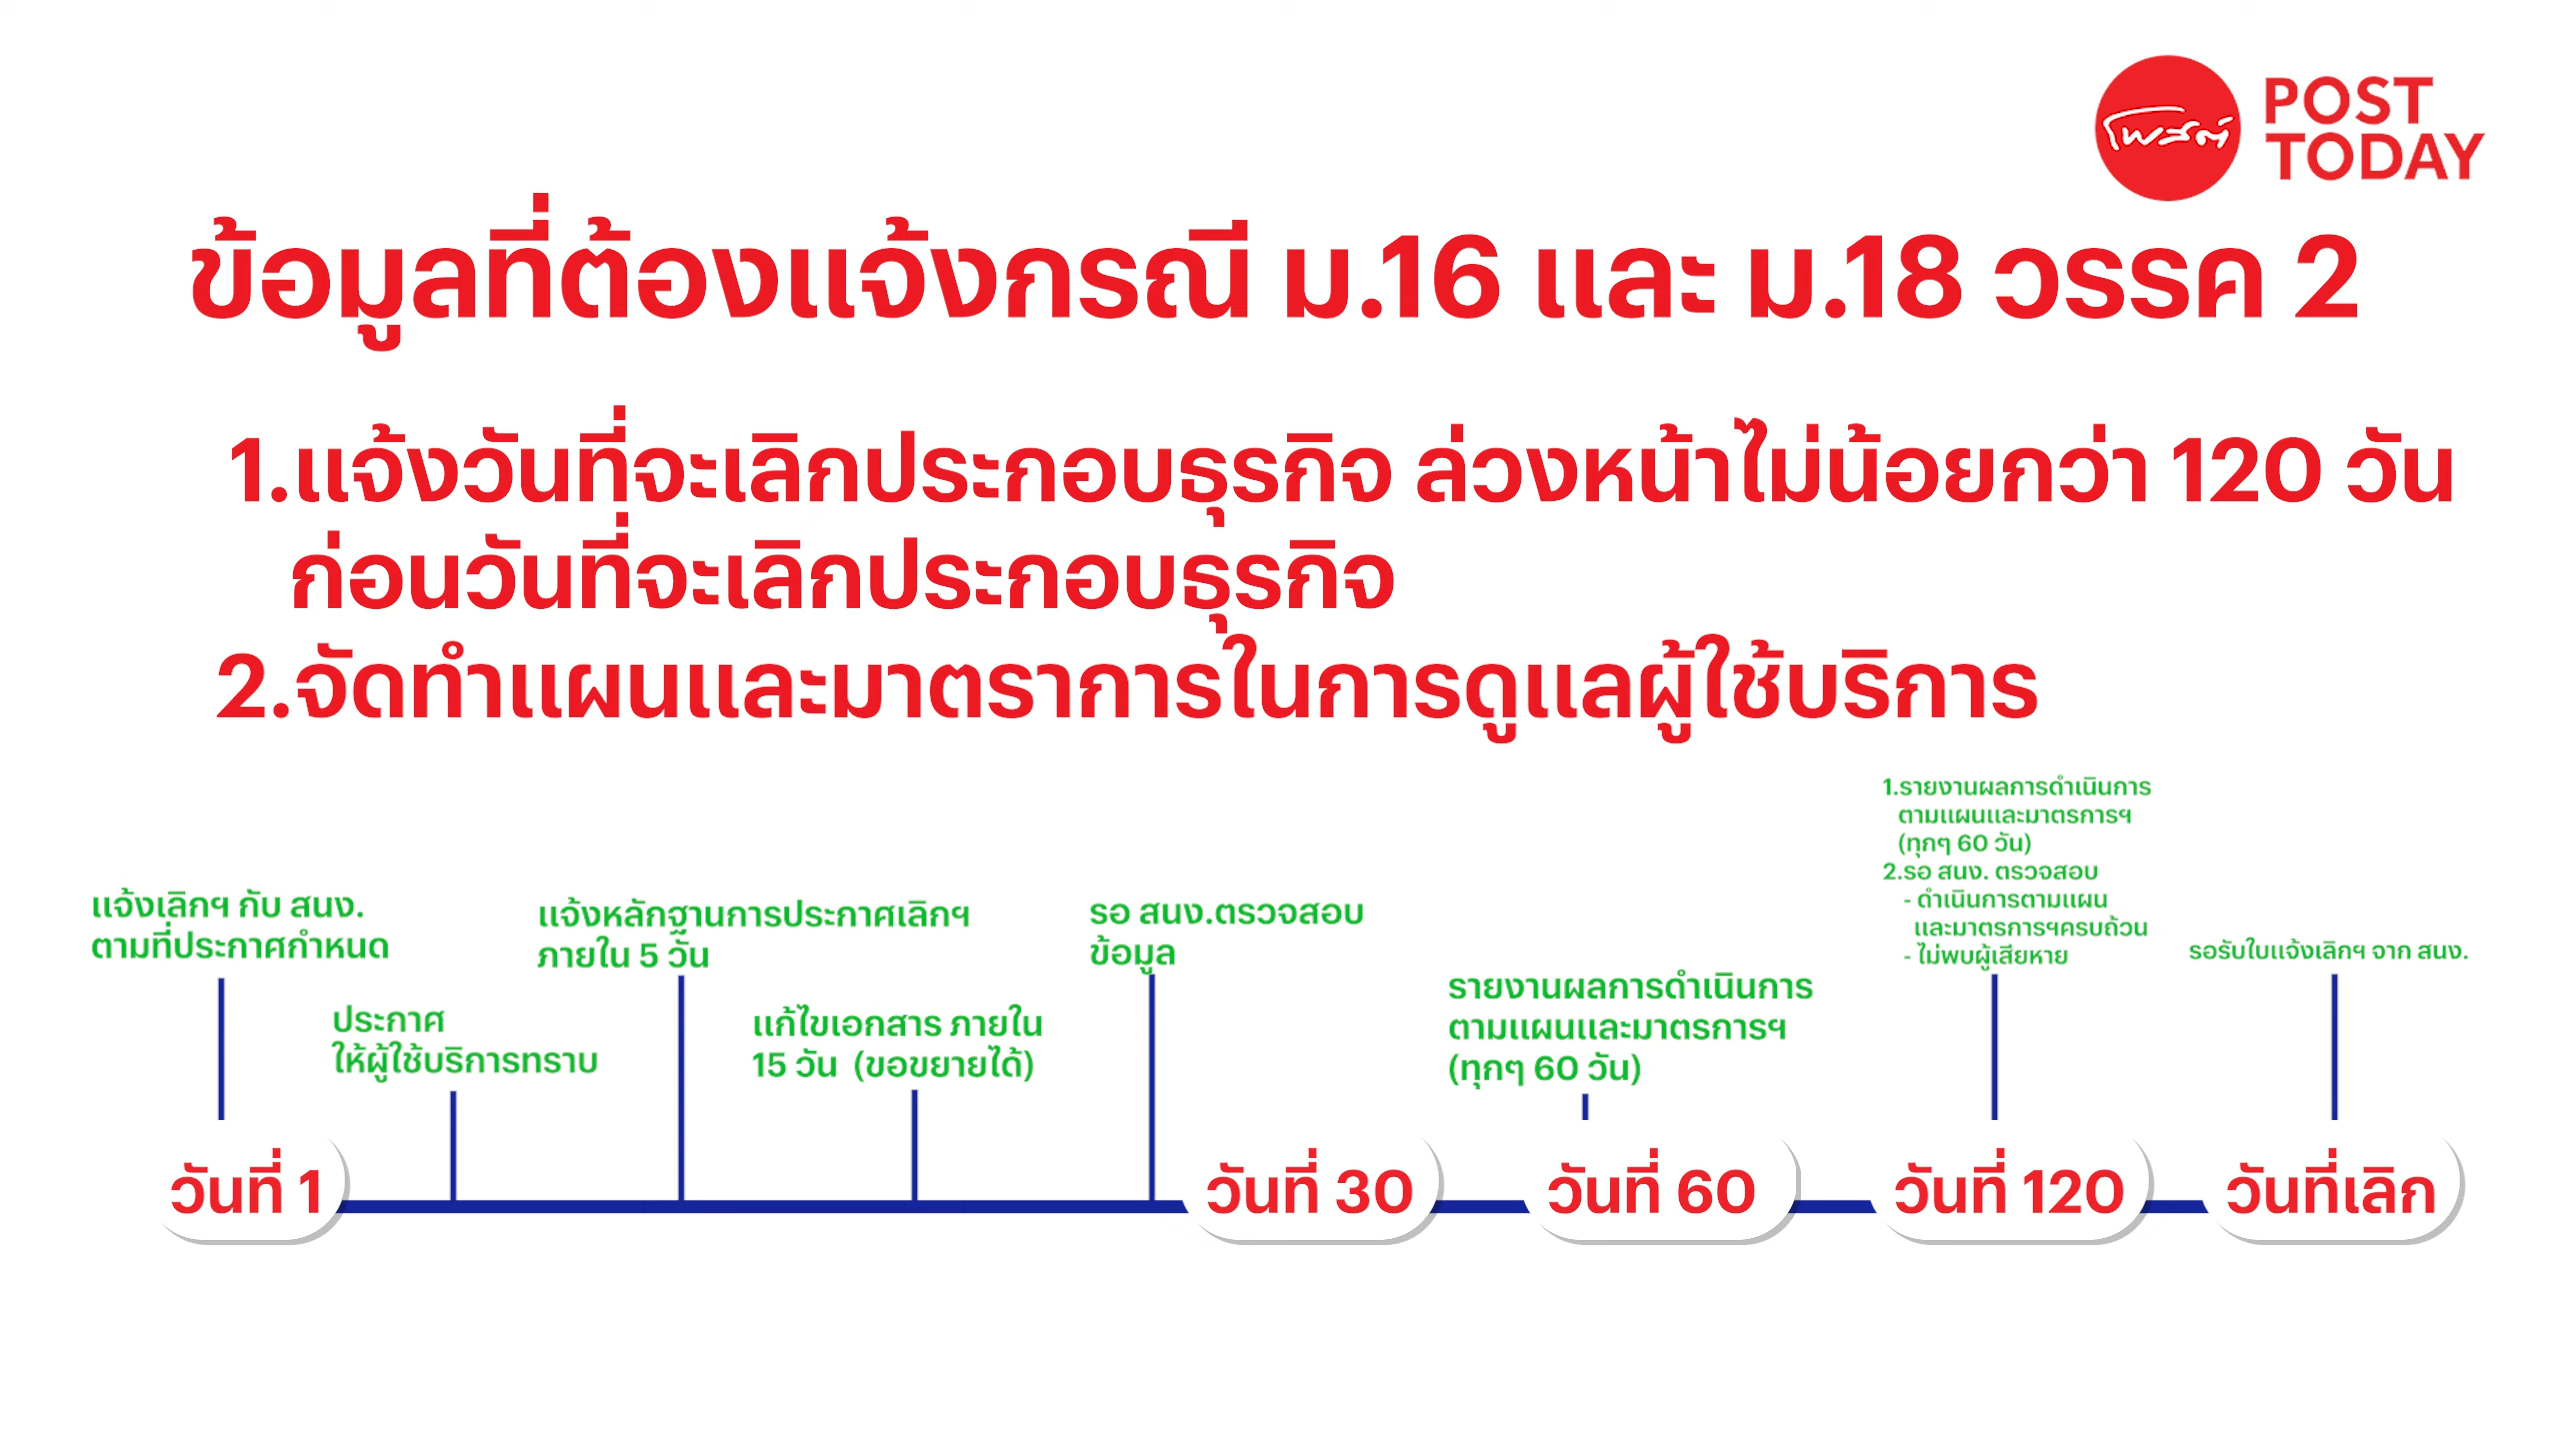 โพสต์
POST
TODAY
ข้อมูลที่ต้องแจ้งกรณี ม.16 และ ม.18 วรรค 2
1.แจ้งวันที่จะเลิกประกอบธุรกิจ ล่วงหน้าไม่น้อยกว่า 120 วัน
ก่อนวันที่จะเลิกประกอบธุรกิจ
2.จัดทำแผนและมาตราการในการดูแลผู้ใช้บริการ
แจ้งเลิกฯ กับ สนง.
ตามที่ประกาศกำหนด
ประกาศ
ให้ผู้ใช้บริการทราบ
แจ้งหลักฐานการประกาศเลิกฯ
ภายใน 5 วัน
แก้ไขเอกสาร ภายใน
15 วัน (ขอขยายได้)
รอ สนง.ตรวจสอบ
ข้อมูล
รายงานผลการดำเนินการ
ตามแผนและมาตรการฯ
(ทุกๆ 60 วัน)
1.รายงานผลการดำเนินการ
ตามแผนและมาตรการฯ
(ทุกๆ 60 วัน)
2.รอ สนง. ตรวจสอบ
- ดำเนินการตามแผน
และมาตรการฯครบถ้วน
- ไม่พบผู้เสียหาย
รอรับใบแจ้งเลิกฯ จาก สนง.
วันที่ 1
วันที่ 30
วันที่ 60
วันที่ 120
วันที่เลิก